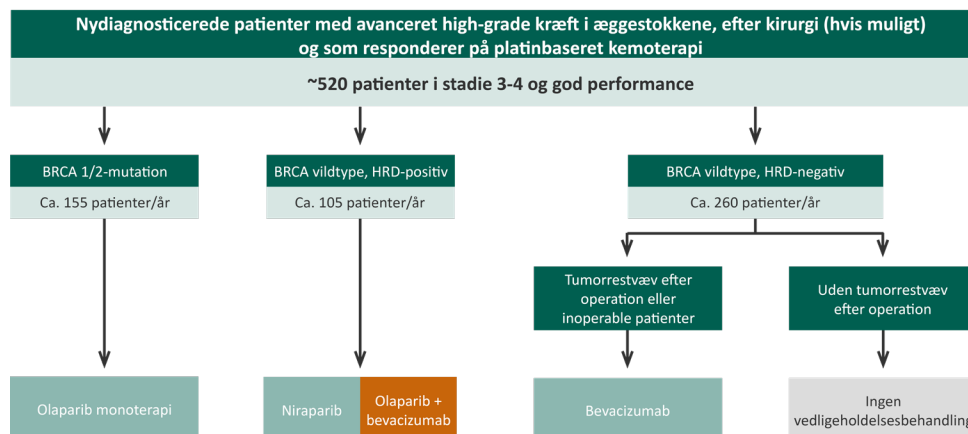 Nydiagnosticerede patienter med avanceret high-grade kræft i æggestokkene, efter kirurgi (hvis muligt)
og som responderer på platinbaseret kemoterapi
~520 patienter i stadie 3-4 og god performance
BRCA 1/2-mutation
Ca. 155 patienter/år
BRCA vildtype, HRD-positiv
Ca. 105 patienter/år
BRCA vildtype, HRD-negativ
Ca. 260 patienter/år
Tumorrestvæv efter
operation eller
inoperable patienter
Uden tumorrestvæv
efter operation
Olaparib monoterapi
Niraparib
Olaparib +
bevacizumab
Bevacizumab
Ingen
vedligeholdelsesbehandling